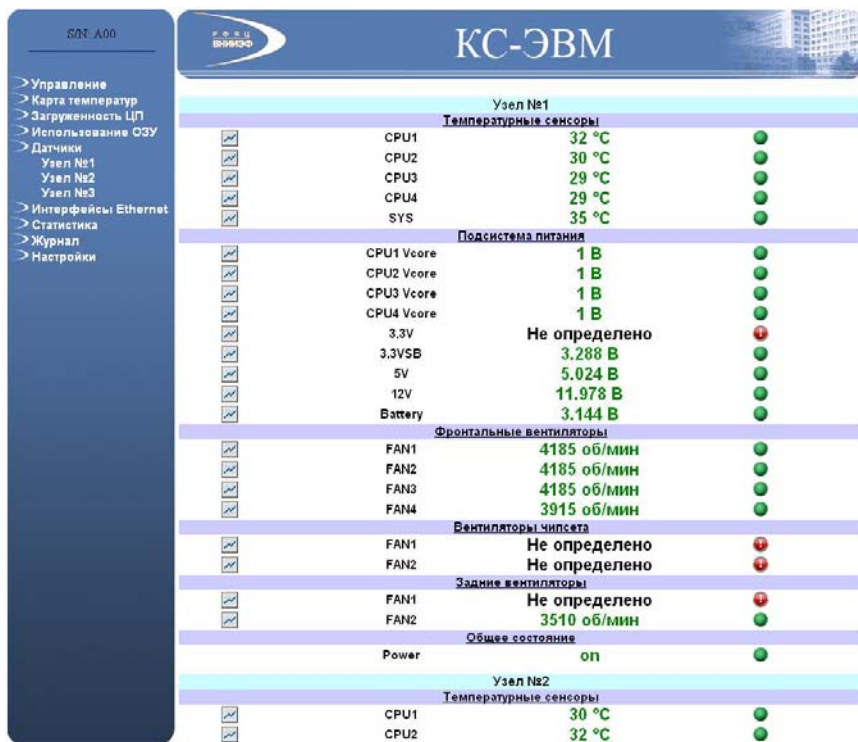 S/N: A00
РФЯЦ
ВНИИЭФ
КС-ЭВМ
Управление
Карта температур
Загруженность ЦП
Использование ОЗУ
Датчики
Узел №1
Узел №2
Узел №3
Интерфейсы Ethernet
Статистика
Журнал
Настройки
Узел №1
Температурные сенсоры
CPU1 32 °C
CPU2 30 °C
CPU3 29 °C
CPU4 29 °C
SYS 35 °C
Подсистема питания
CPU1 Vcore 1 В
CPU2 Vcore 1 В
CPU3 Vcore 1 В
CPU4 Vcore 1 В
3,3V Не определено
3,3VSB 3.288 В
5V 5.024 В
12V 11.978 В
Battery 3.144 В
Фронтальные вентиляторы
FAN1 4185 об/мин
FAN2 4185 об/мин
FAN3 4185 об/мин
FAN4 3915 об/мин
Вентиляторы чипсета
FAN1 Не определено
FAN2 Не определено
Задние вентиляторы
FAN1 Не определено
FAN2 3510 об/мин
Общее состояние
Power on
Узел №2
Температурные сенсоры
CPU1 30 °C
CPU2 32 °C